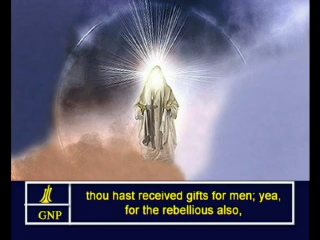 thou hast received gifts for men; yea,
for the rebellious also,
GNP